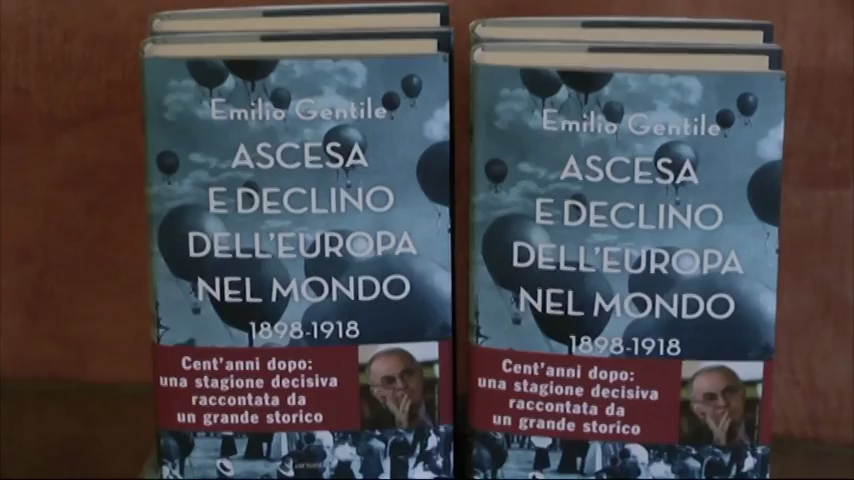 Emilio Gentile
ASCESA
E DECLINO
DELL'EUROPA
NEL MONDO
1898-1918
Cent'anni dopo:
una stagione decisiva
raccontata da
un grande storico
Emilio Gentile
ASCESA
E DECLINO
DELL'EUROPA
NEL MONDO
1898-1918
Cent'anni dopo:
una stagione decisiva
raccontata da
un grande storico